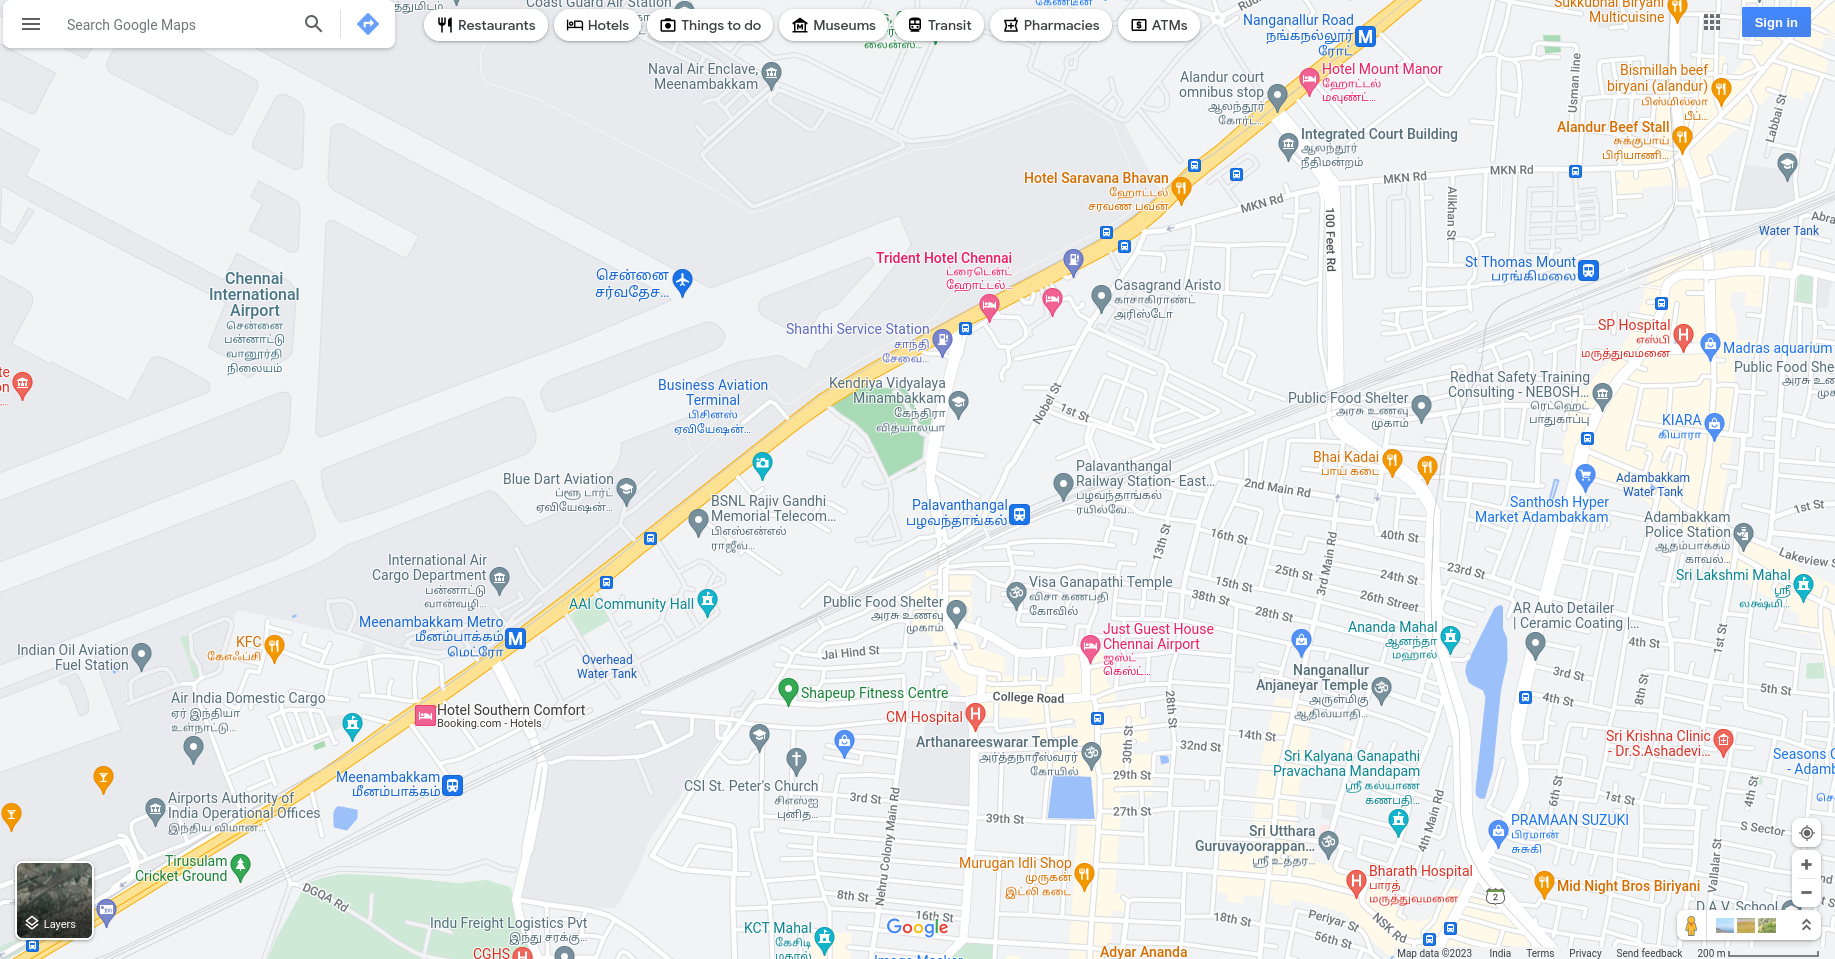 Search Google Maps
Restaurants
Hotels
Things to do
Museums
Transit
Pharmacies
ATMs
Sign in
Coast Guard Air Station
Naval Air Enclave,
Meenambakkam
Nanganallur Road
நங்கநல்லூர்
ரோட்
Sukkubhai Biryani
Multicuisine
Hotel Mount Manor
ஹோட்டல்
மவுண்ட்...
Alandur court
omnibus stop
ஆலந்தூர்
கோர்ட்...
Integrated Court Building
ஆலந்தூர்
நீதிமன்றம்
Usman line
Bismillah beef
biryani (alandur)
பிஸ்மில்லா
பீப்...
Alandur Beef Stall
சுக்குபாய்
பிரியாணி...
Labbai St
MKN Rd
MKN Rd
MKN Rd
Alikhan St
100 Feet Rd
Water Tank
Hotel Saravana Bhavan
ஹோட்டல்
சரவண பவன்
Trident Hotel Chennai
ட்ரைடென்ட்
ஹோட்டல்...
Casagrand Aristo
காசாகிராண்ட்
அரிஸ்டோ
St Thomas Mount
பரங்கிமலை
Chennai
International
Airport
சென்னை
பன்னாட்டு
வானூர்தி
நிலையம்
சென்னை
சர்வதேச...
Shanthi Service Station
சாந்தி
சேவை...
SP Hospital
எஸ்பி
மருத்துவமனை
Madras aquarium
Public Food She
Business Aviation
Terminal
பிசினஸ்
ஏவியேஷன்...
Kendriya Vidyalaya
Minambakkam
கேந்திரா
வித்யாலயா
Nobel St
1st St
Public Food Shelter
அரசு உணவு
முகாம்
Redhat Safety Training
Consulting - NEBOSH...
ரெட்ஹெட்
பாதுகாப்பு
KIARA
கியாரா
Bhai Kadai
பாய் கடை
Blue Dart Aviation
ப்ளூ டார்ட்
ஏவியேஷன்...
BSNL Rajiv Gandhi
Memorial Telecom...
பிஎஸ்என்எல்
ராஜீவ்...
Palavanthangal
பழவந்தாங்கல்
Palavanthangal
Railway Station- East...
பழவந்தாங்கல்
ரயில்வே...
2nd Main Rd
Adambakkam
Water Tank
Santhosh Hyper
Market Adambakkam
Adambakkam
Police Station
ஆதம்பாக்கம்
காவல்...
1st St
Lakeview S
13th St
16th St
3rd Main Rd
40th St
25th St
24th St
23rd St
15th St
38th St
28th St
26th Street
International Air
Cargo Department
பன்னாட்டு
வான்வழி...
Visa Ganapathi Temple
விசா கணபதி
கோவில்
Sri Lakshmi Mahal
ஸ்ரீ
லக்ஷ்மி...
AAI Community Hall
Public Food Shelter
அரசு உணவு
முகாம்
Meenambakkam Metro
மீனம்பாக்கம்
மெட்ரோ
AR Auto Detailer
| Ceramic Coating |...
Just Guest House
Chennai Airport
ஜஸ்ட்
கெஸ்ட்...
Ananda Mahal
ஆனந்தா
மஹால்
Indian Oil Aviation
Fuel Station
KFC
கேஎஃப்சி
Overhead
Water Tank
Jai Hind St
Nanganallur
Anjaneyar Temple
அருள்மிகு
ஆதிவ்யாதி...
3rd St
4th St
1st St
5th St
Air India Domestic Cargo
ஏர் இந்தியா
உள்நாட்டு...
Hotel Southern Comfort
Booking.com - Hotels
Shapeup Fitness Centre
College Road
CM Hospital
28th St
30th St
Arthanareeswarar Temple
அர்த்தநாரீஸ்வரர்
கோயில்
32nd St
14th St
Sri Krishna Clinic
- Dr.S.Ashadevi...
Seasons C
- Adamb
Sri Kalyana Ganapathi
Pravachana Mandapam
ஸ்ரீ கல்யாண
கணபதி...
29th St
27th St
Meenambakkam
மீனம்பாக்கம்
CSI St. Peter's Church
சிஎஸ்ஐ
புனித...
3rd St
39th St
Nehru Colony Main Rd
4th Main Rd
6th St
1st St
4th St
Airports Authority of
India Operational Offices
இந்திய விமான...
PRAMAAN SUZUKI
பிரமான்
சுசுகி
S Sector
Sri Utthara
Guruvayoorappan...
ஸ்ரீ உத்தர...
Tirusulam
Cricket Ground
Murugan Idli Shop
முருகன்
இட்லி கடை
Bharath Hospital
பாரத்
மருத்துவமனை
Vallalar St
Mid Night Bros Biriyani
DGQA Rd
8th St
2
D.A.V. School
Layers
Indu Freight Logistics Pvt
இந்து சரக்கு...
KCT Mahal
கேசிடி
மகால்
16th St
Google
Periyar St
56th St
NSK Rd
CGHS
Adyar Ananda
Map data ©2023
India
Terms
Privacy
Send feedback
200 m